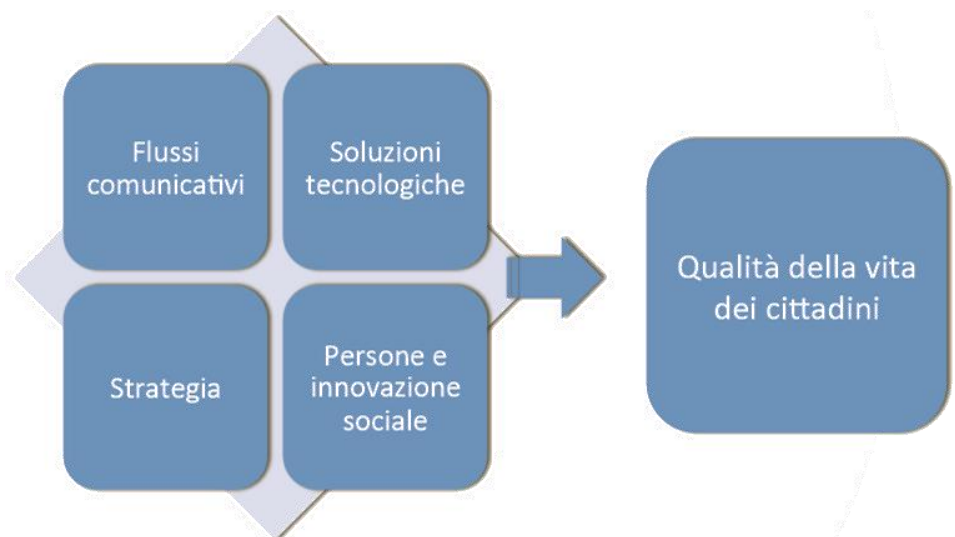 Flussi
comunicativi
Soluzioni
tecnologiche
Strategia
Persone e
innovazione
sociale
Qualità della vita
dei cittadini